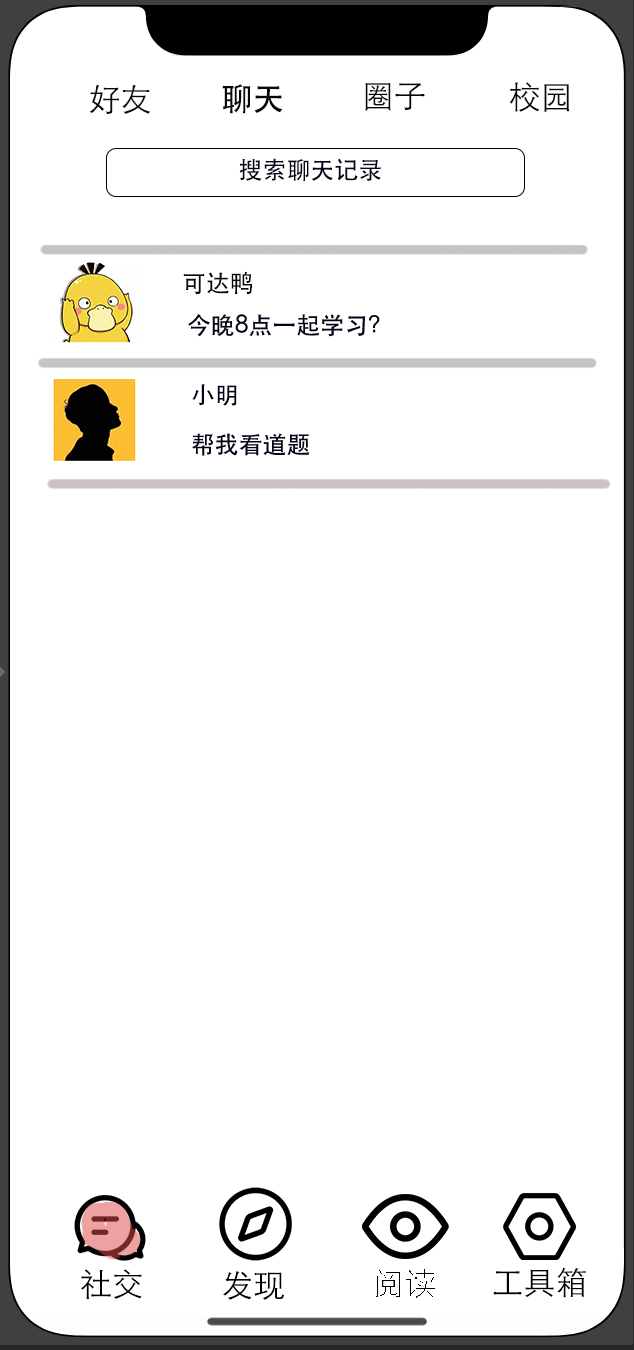 好友 聊天 圈子 校园
搜索聊天记录
可达鸭
今晚8点一起学习?
小明
帮我看道题
社交 发现 阅读 工具箱